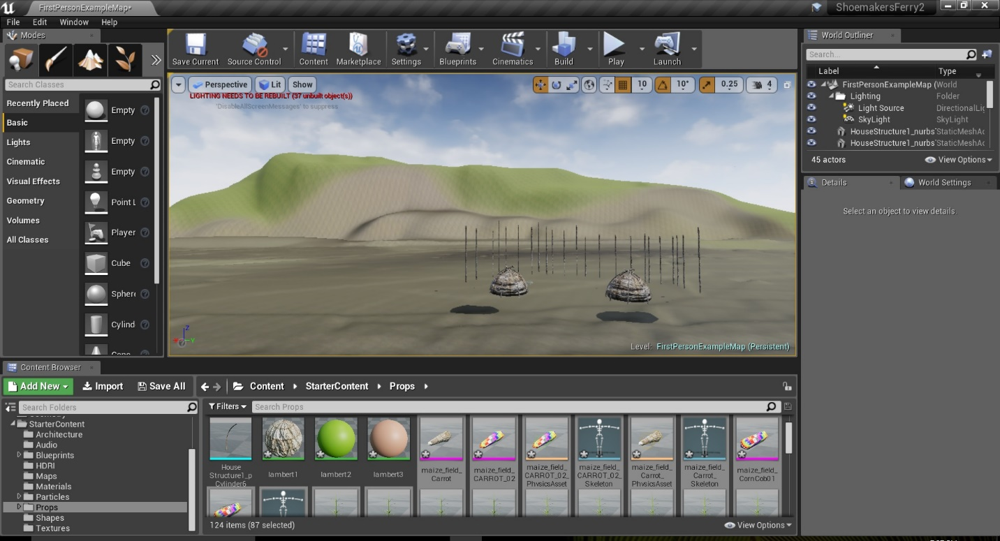 FirstPersonExampleMap*
ShoemakersFerry2
File Edit Window Help
Modes
Search Classes
Recently Placed
Basic
Lights
Cinematic
Visual Effects
Geometry
Volumes
All Classes
Empty
Empty
Empty
Point L
Player
Cube
Sphere
Cylind
Save Current
Source Control
Content
Marketplace
Settings
Blueprints
Cinematics
Build
Play
Launch
Perspective
Lit
Show
10
10°
0.25
4
LIGHTING NEEDS TO BE REBUILT (37 unbuilt object(s))
'DisableAllScreenMessages' to suppress
Z
Y
Level: FirstPersonExampleMap (Persistent)
World Outliner
Search...
Label Type
FirstPersonExampleMap (World
Lighting Folder
Light Source DirectionalLig
SkyLight SkyLight
HouseStructure1_nurbs StaticMeshAc
HouseStructure1_nurbs StaticMeshAc
45 actors
View Options
Details
World Settings
Select an object to view details.
Content Browser
Add New
Import
Save All
Content
StarterContent
Props
Search Folders
StarterContent
Architecture
Audio
Blueprints
HDRI
Maps
Materials
Particles
Props
Shapes
Textures
Filters
Search Props
House
Structure1_p
Cylinder6
lambert1
lambert2
lambert3
maize_field_
Carrot
maize_field_
CARROT_02
maize_field_
CARROT_02_
PhysicsAsset
maize_field_
CARROT_02_
Skeleton
maize_field_
Carrot_
PhysicsAsset
maize_field_
Carrot_
Skeleton
maize_field_
CornCob01
124 items (87 selected)
View Options